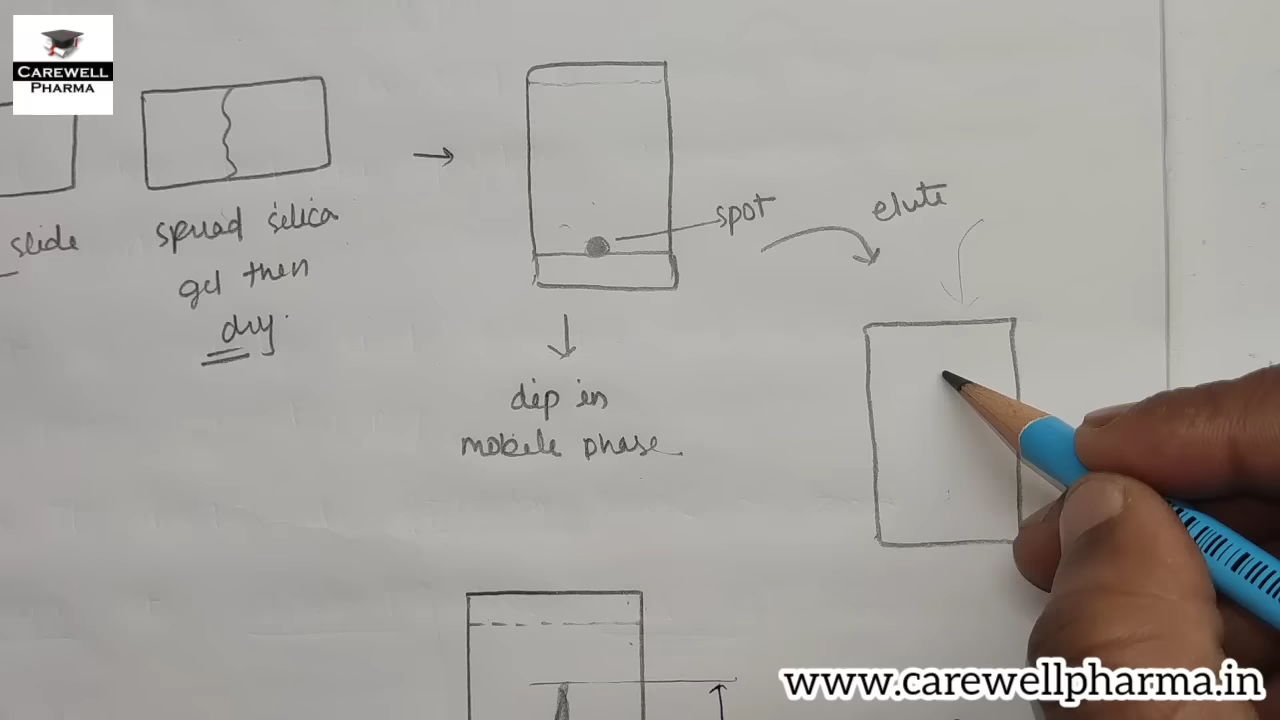 CAREWELL
PHARMA
slide
spread silica
gel then
dry.
spot
elute
dip in
mobile phase
www.carewellpharma.in